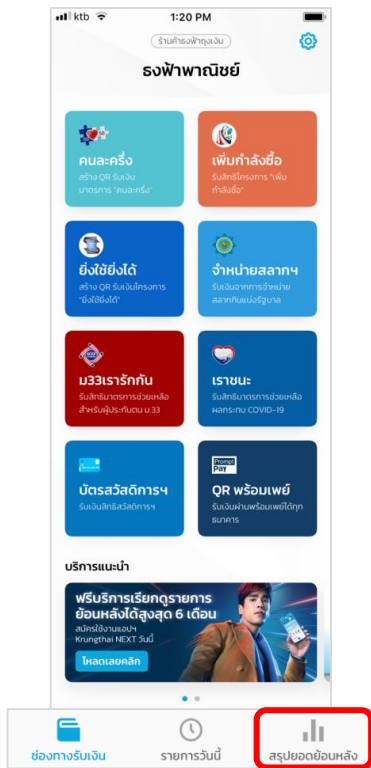 ktb 1:20 PM
ร้านค้าธงฟ้าถุงเงิน
ธงฟ้าพาณิชย์
คนละครึ่ง
สร้าง QR รับเงิน
มาตรการ "คนละครึ่ง"
เพิ่มกำลังซื้อ
รับสิทธิโครงการ "เพิ่ม
กำลังซื้อ"
ยิ่งใช้ยิ่งได้
สร้าง QR รับเงินโครงการ
"ยิ่งใช้ยิ่งได้"
จำหน่ายสลากฯ
รับเงินจากการจำหน่าย
สลากกินแบ่งรัฐบาล
ม33เรารักกัน
รับสิทธิมาตรการช่วยเหลือ
สำหรับผู้ประกันตน ม.33
เราชนะ
รับสิทธิมาตรการช่วยเหลือ
ผลกระทบ COVID-19
บัตรสวัสดิการฯ
รับเงินสิทธิสวัสดิการฯ
Prompt
Pay
QR พร้อมเพย์
รับเงินผ่านพร้อมเพย์ได้ทุก
ธนาคาร
บริการแนะนำ
ฟรีบริการเรียกดูรายการ
ย้อนหลังได้สูงสุด 6 เดือน
สมัครใช้งานแอปฯ
Krungthai NEXT วันนี้
โหลดเลยคลิก
ช่องทางรับเงิน
รายการวันนี้
สรุปยอดย้อนหลัง